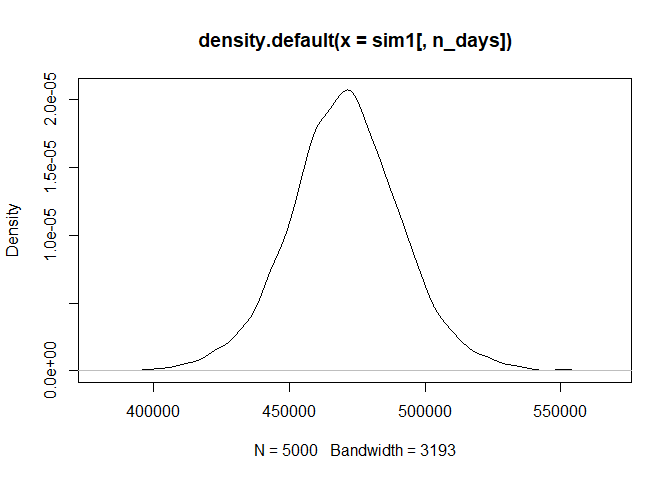 density.default(x = sim1[, n_days])
Density
2.0e-05
1.5e-05
1.0e-05
0.0e+00
400000 450000 500000 550000
N = 5000 Bandwidth = 3193